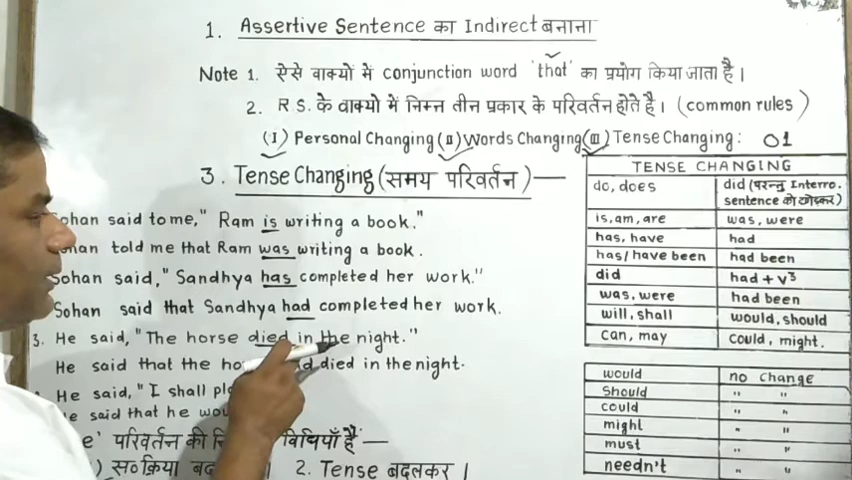 1. Assertive Sentence का Indirect बनाना
Note 1. ऐसे वाक्यों में conjunction word 'that' का प्रयोग किया जाता है।
2. R.S. के वाक्यो में निम्न तीन प्रकार के परिवर्तन होते है। (common rules)
(I) Personal Changing (II) Words Changing (III) Tense Changing: 01
3. Tense Changing (समय परिवर्तन) —
Sohan said to me, " Ram is writing a book."
told me that Ram was writing a book.
Sohan said, " Sandhya has completed her work."
Sohan said that Sandhya had completed her work.
3. He said, "The horse died in the night."
He said that the died in the night.
He said, "I shall
he said that he
परिवर्तन की विधियाँ हैं —
स० क्रिया 2. Tense बदलकर।
TENSE CHANGING
do, does did (परन्तु Interro. sentence को छोड़कर)
is, am, are was, were
has, have had
has/have been had been
did had + v³
was, were had been
will, shall would, should
can, may could, might.
would no change
Should " "
could " "
might " "
must " "
needn't " "